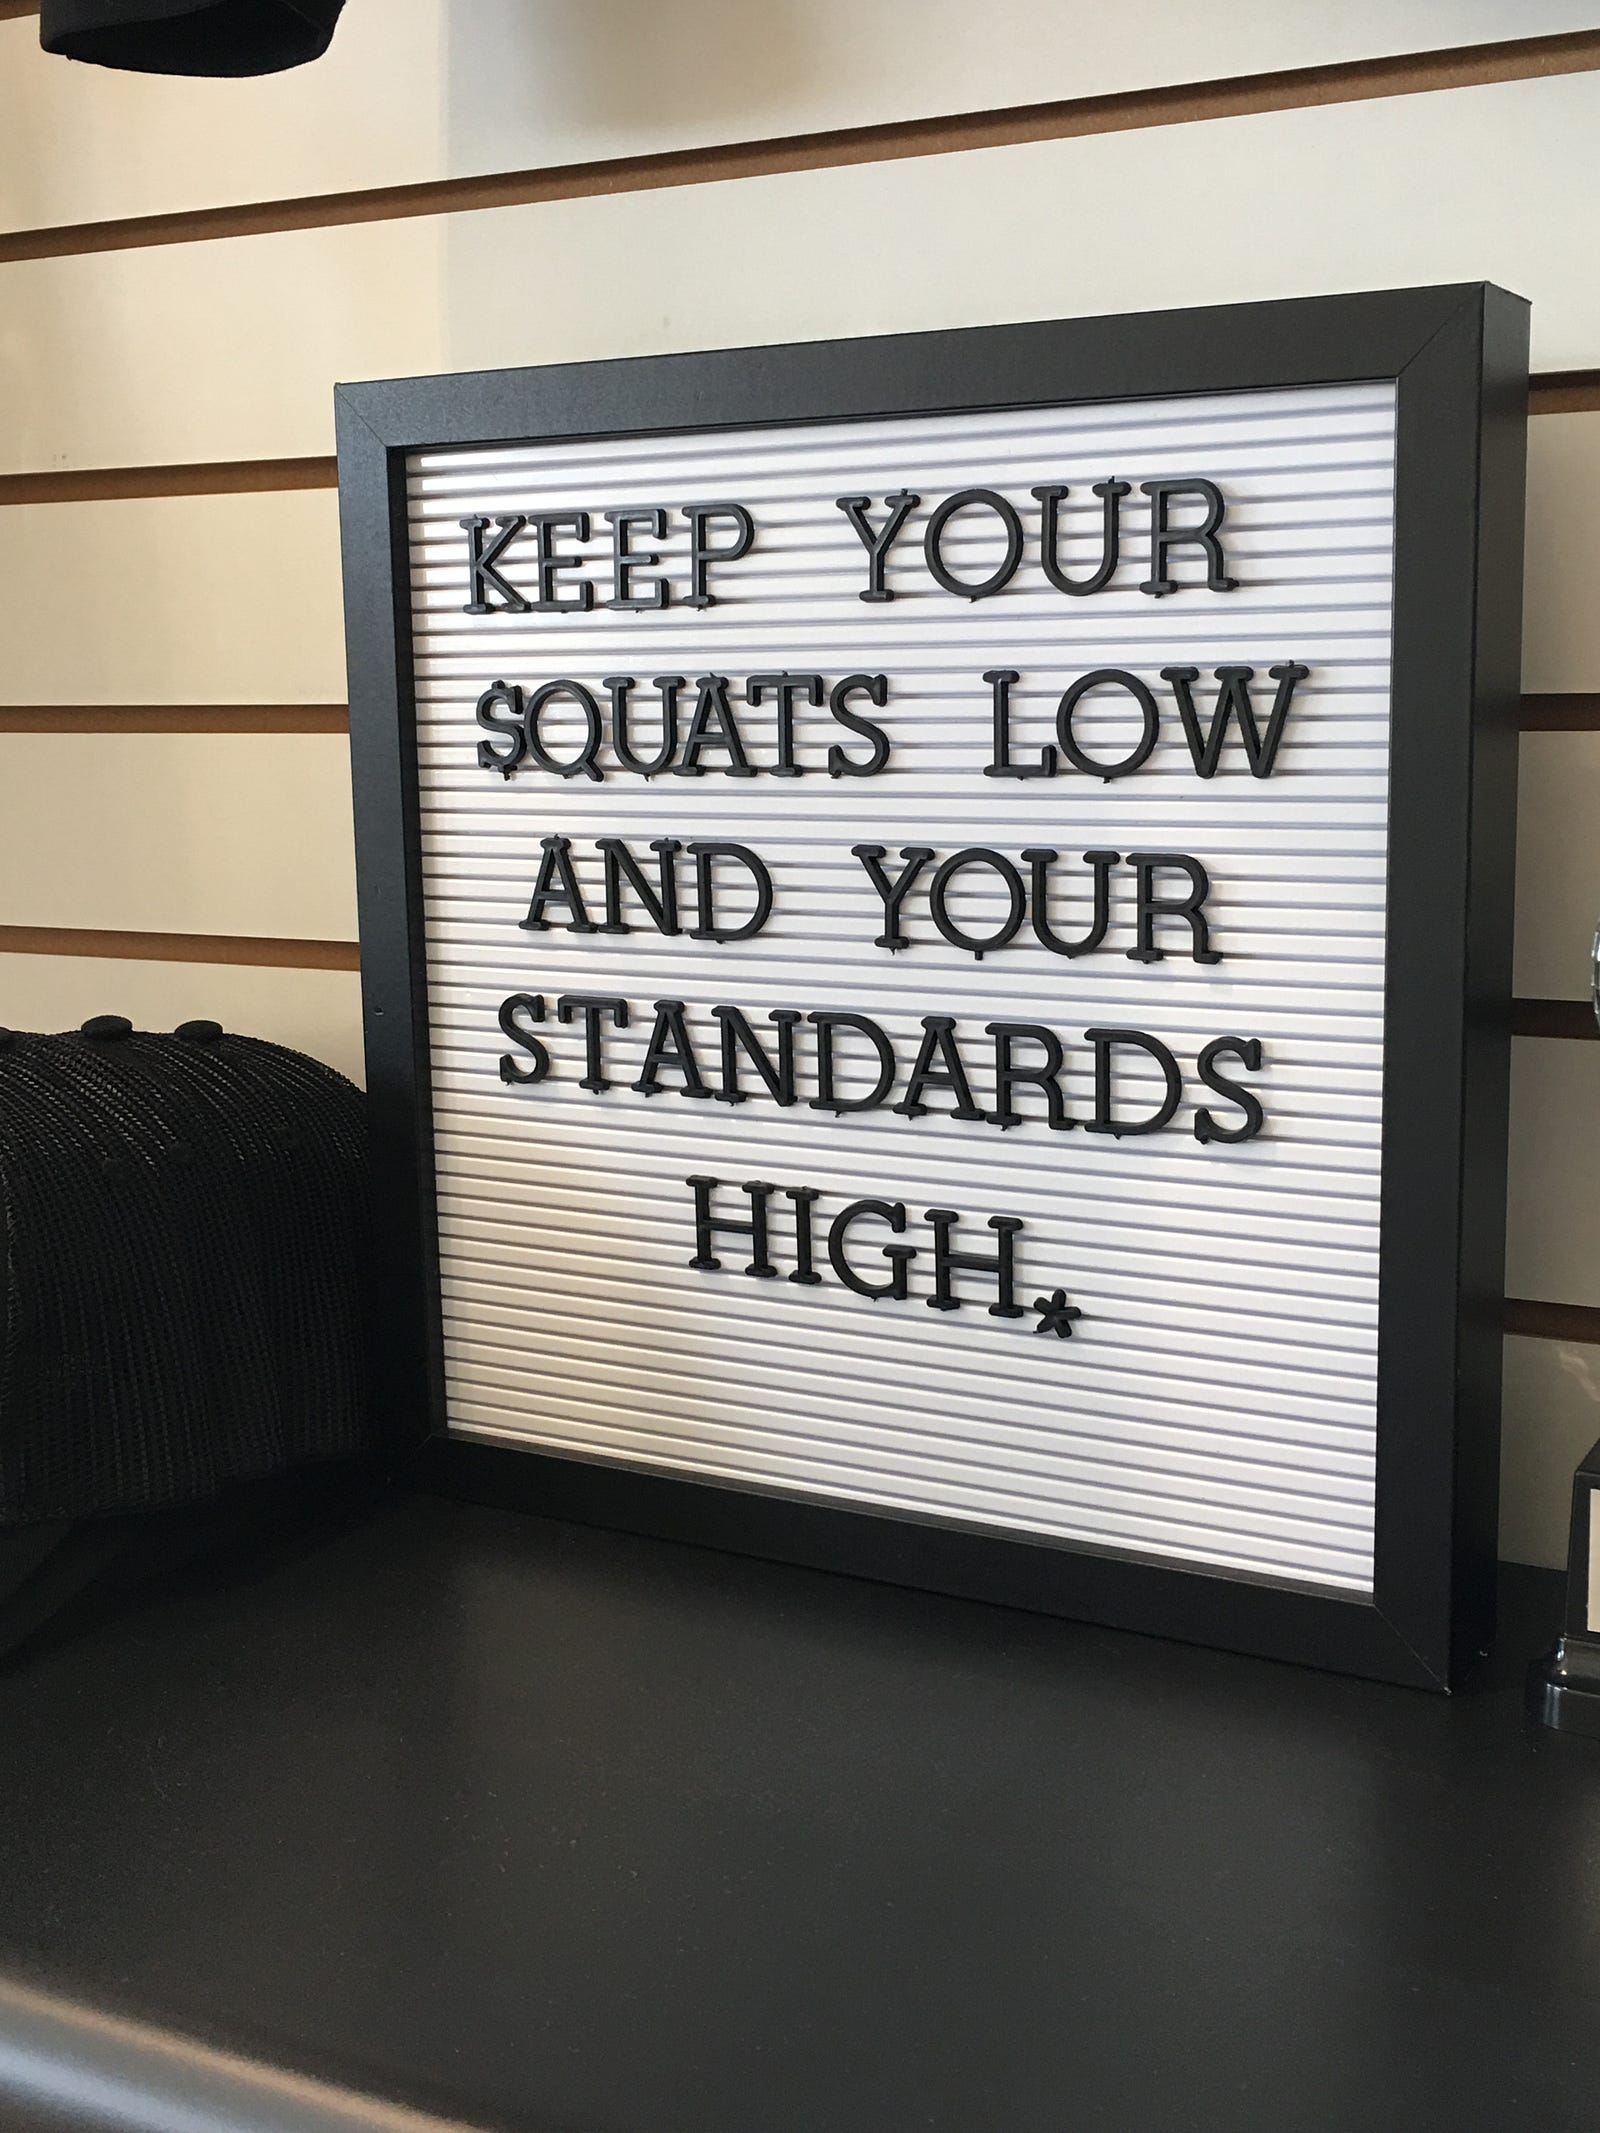 KEEP YOUR
$QUATS LOW
AND YOUR
STANDARDS
HIGH*